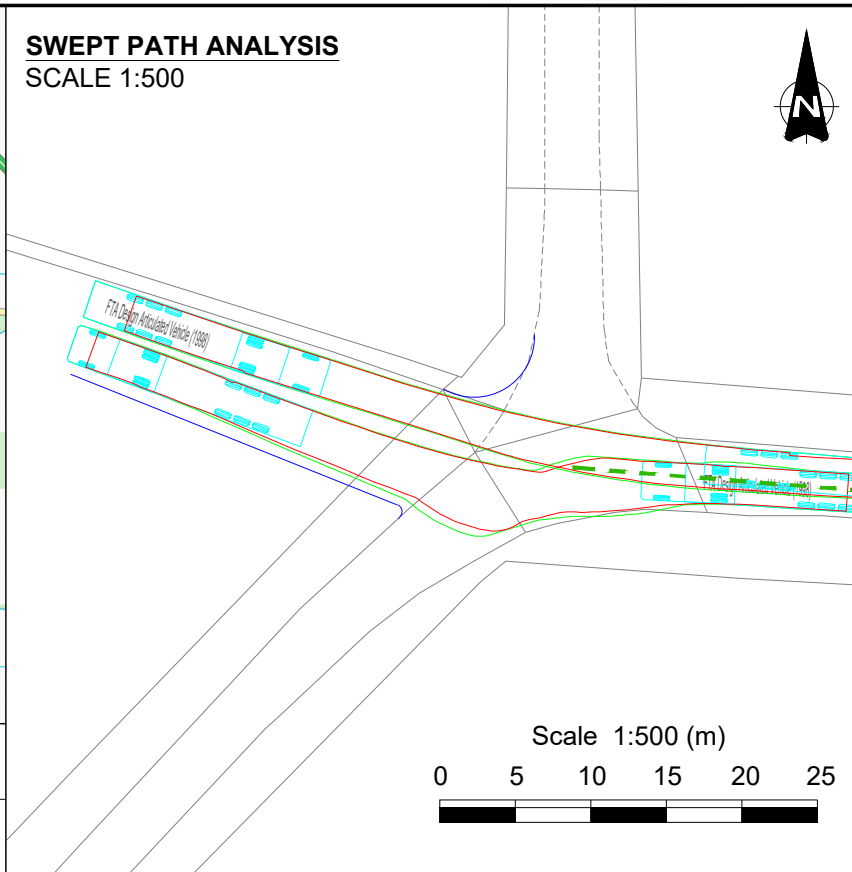 SWEPT PATH ANALYSIS
SCALE 1:500
N
FTA Design Articulated Vehicle (1998)
Scale 1:500 (m)
0 5 10 15 20 25